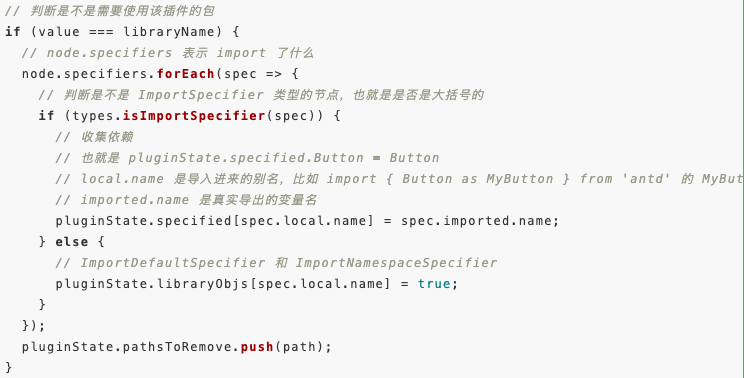 // 判断是不是需要使用该插件的包
if (value === libraryName) {
// node.specifiers 表示 import 了什么
node.specifiers.forEach(spec => {
// 判断是不是 ImportSpecifier 类型的节点，也就是是否是大括号的
if (types.isImportSpecifier(spec)) {
// 收集依赖
// 也就是 pluginState.specified.Button = Button
// local.name 是导入进来的别名，比如 import { Button as MyButton } from 'antd' 的 MyBut
// imported.name 是真实导出的变量名
pluginState.specified[spec.local.name] = spec.imported.name;
} else {
// ImportDefaultSpecifier 和 ImportNamespaceSpecifier
pluginState.libraryObjs[spec.local.name] = true;
}
});
pluginState.pathsToRemove.push(path);
}